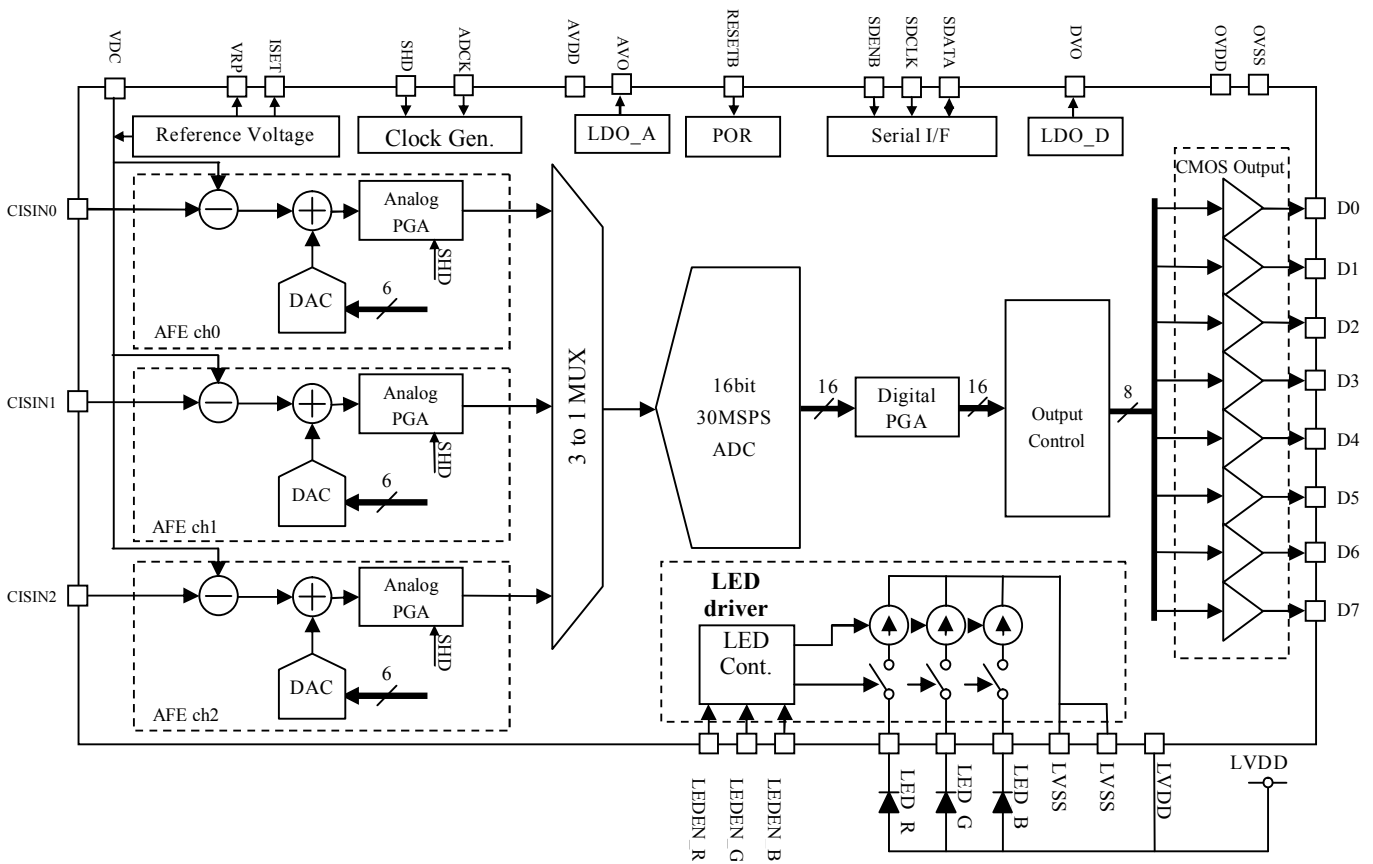 VDC
VRP
ISET
SHD
ADCK
AVDD
AVO
RESETB
SDENB
SDCLK
SDATA
DVO
OVDD
OVSS
Reference Voltage
Clock Gen.
LDO_A
POR
Serial I/F
LDO_D
CISIN0
Analog
PGA
SHD
DAC
6
AFE ch0
CISIN1
Analog
PGA
SHD
DAC
6
AFE ch1
CISIN2
Analog
PGA
SHD
DAC
6
AFE ch2
3 to 1 MUX
16bit
30MSPS
ADC
16
Digital
PGA
16
Output
Control
8
CMOS Output
D0
D1
D2
D3
D4
D5
D6
D7
LED
driver
LED
Cont.
LEDEN_R
LEDEN_G
LEDEN_B
LED_R
LED_G
LED_B
LVSS
LVSS
LVDD
LVDD